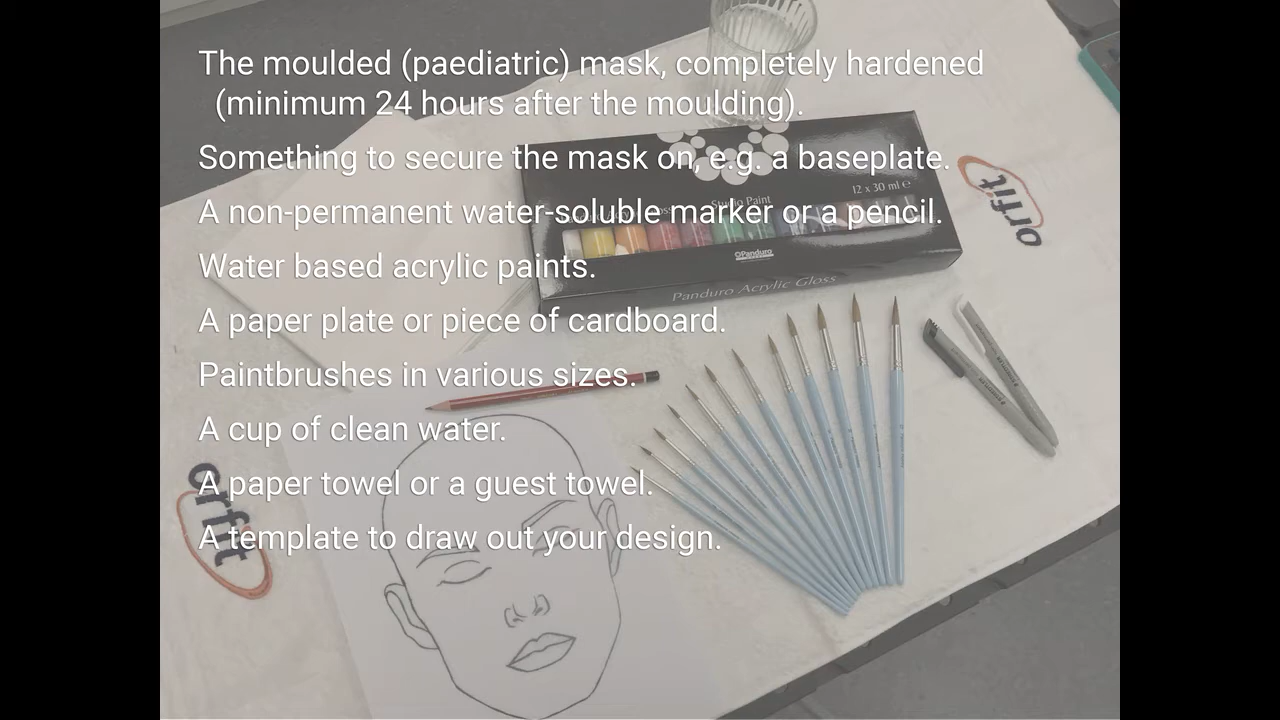 The moulded (paediatric) mask, completely hardened
(minimum 24 hours after the moulding).
Something to secure the mask on, e.g. a baseplate.
12 x 30 ml e
Studio Paint
A non-permanent water-soluble marker or a pencil.
Panduro
Water based acrylic paints.
Panduro Acrylic Gloss
A paper plate or piece of cardboard.
Paintbrushes in various sizes.
A cup of clean water.
A paper towel or a guest towel.
A template to draw out your design.
orfit
orfit